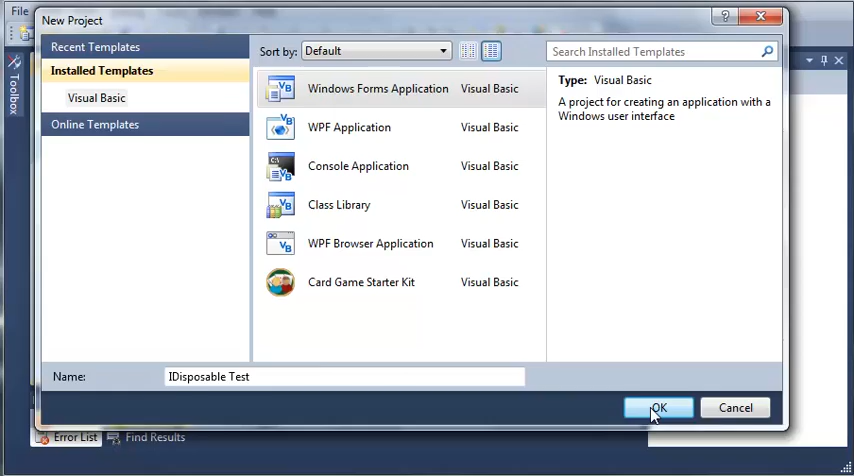 File
New Project
Recent Templates
Installed Templates
Visual Basic
Online Templates
Sort by: Default
Search Installed Templates
Windows Forms Application Visual Basic
WPF Application Visual Basic
Console Application Visual Basic
Class Library Visual Basic
WPF Browser Application Visual Basic
Card Game Starter Kit Visual Basic
Type: Visual Basic
A project for creating an application with a
Windows user interface
Toolbox
Name: IDisposable Test
OK Cancel
Error List Find Results